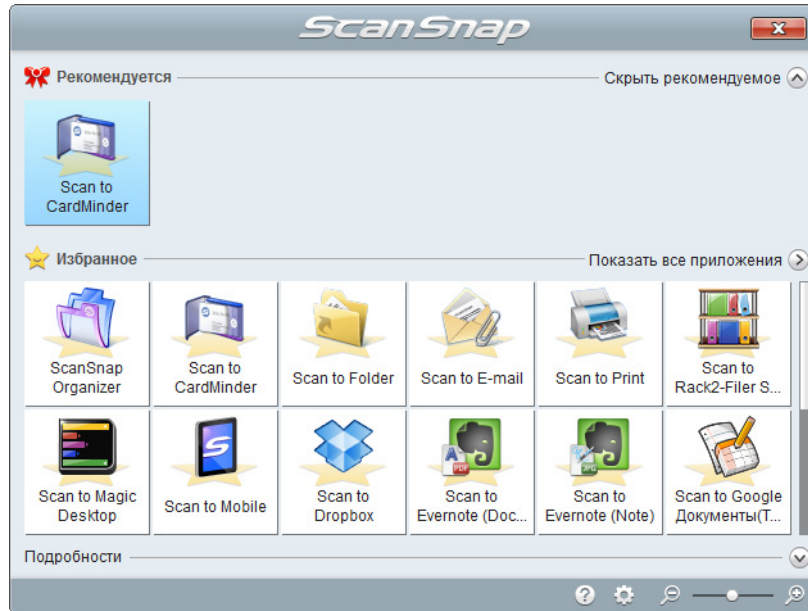 ScanSnap
Рекомендуется
Скрыть рекомендуемое
Scan to
CardMinder
Избранное
Показать все приложения
ScanSnap
Organizer
Scan to
CardMinder
Scan to Folder
Scan to E-mail
Scan to Print
Scan to
Rack2-Filer S...
Scan to Magic
Desktop
Scan to Mobile
Scan to
Dropbox
Scan to
Evernote (Doc...
Scan to
Evernote (Note)
Scan to Google
Документы(Т...
Подробности